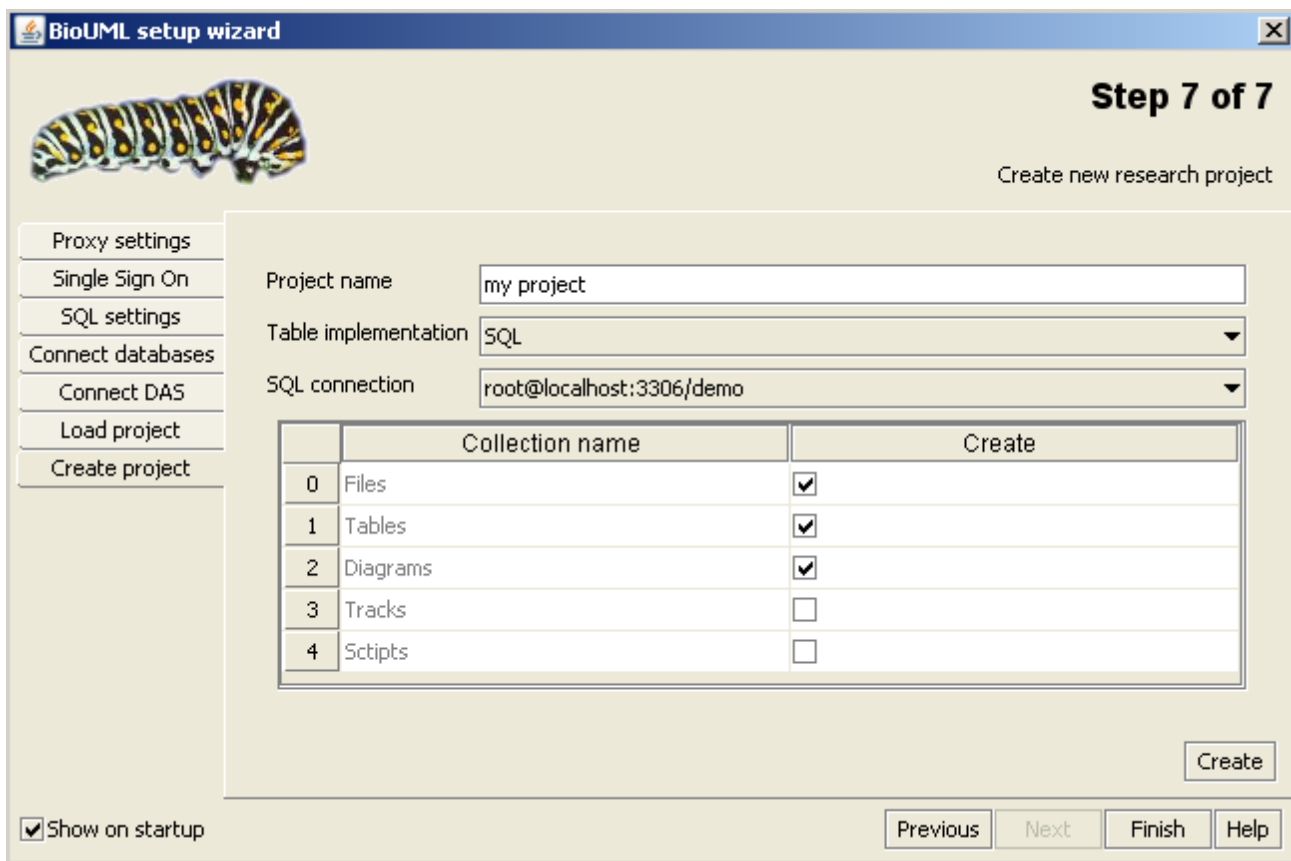 BioUML setup wizard
Step 7 of 7
Create new research project
Proxy settings
Single Sign On
SQL settings
Connect databases
Connect DAS
Load project
Create project
Project name my project
Table implementation SQL
SQL connection root@localhost:3306/demo
Collection name Create
0 Files
1 Tables
2 Diagrams
3 Tracks
4 Sctipts
Create
Show on startup Previous Next Finish Help